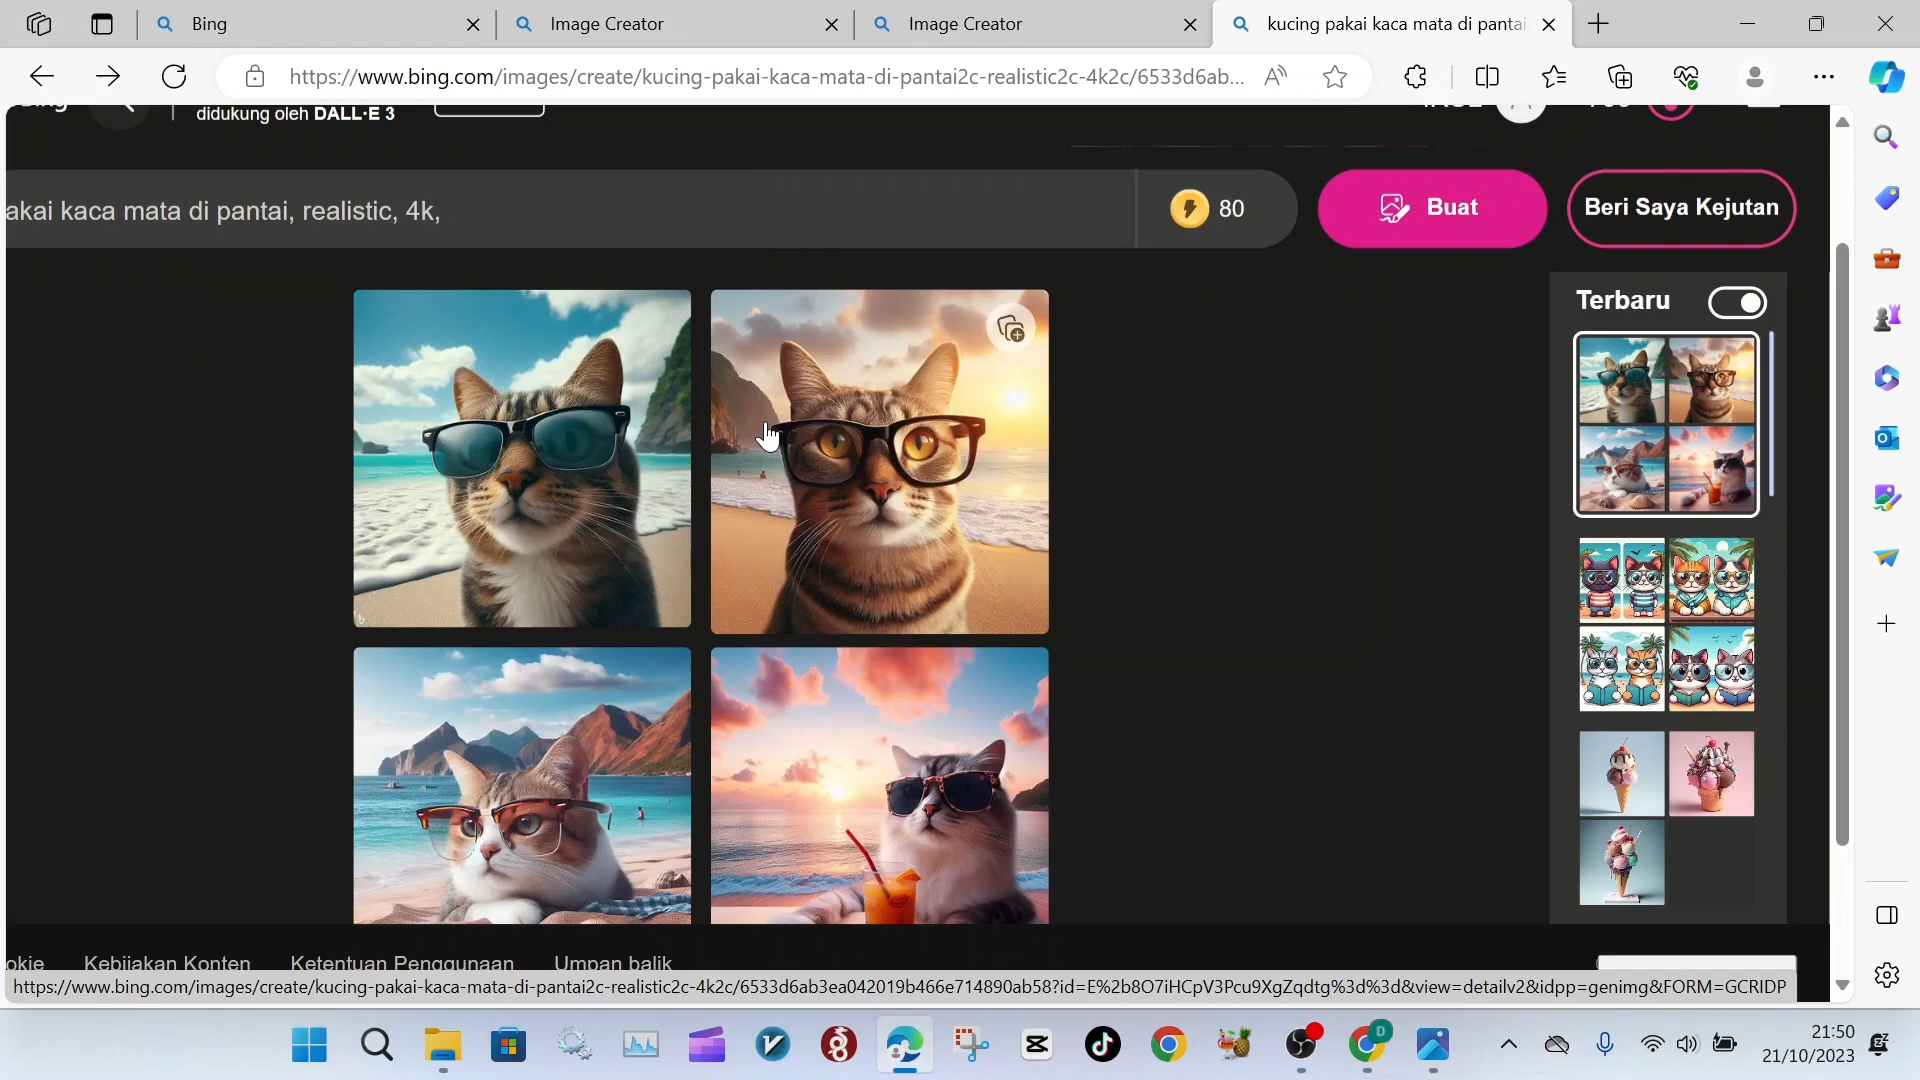 Bing
Image Creator
Image Creator
kucing pakai kaca mata di pantai
https://www.bing.com/images/create/kucing-pakai-kaca-mata-di-pantai2c-realistic2c-4k2c/6533d6ab...
didukung oleh DALL·E 3
akai kaca mata di pantai, realistic, 4k,
80
Buat
Beri Saya Kejutan
Terbaru
okie
Kebijakan Konten
Ketentuan Penggunaan
Umpan balik
https://www.bing.com/images/create/kucing-pakai-kaca-mata-di-pantai2c-realistic2c-4k2c/6533d6ab3ea042019b466e714890ab58?id=E%2b8O7iHCpV3Pcu9XgZqdtg%3d%3d&view=detailv2&idpp=genimg&FORM=GCRIDP
21:50
21/10/2023